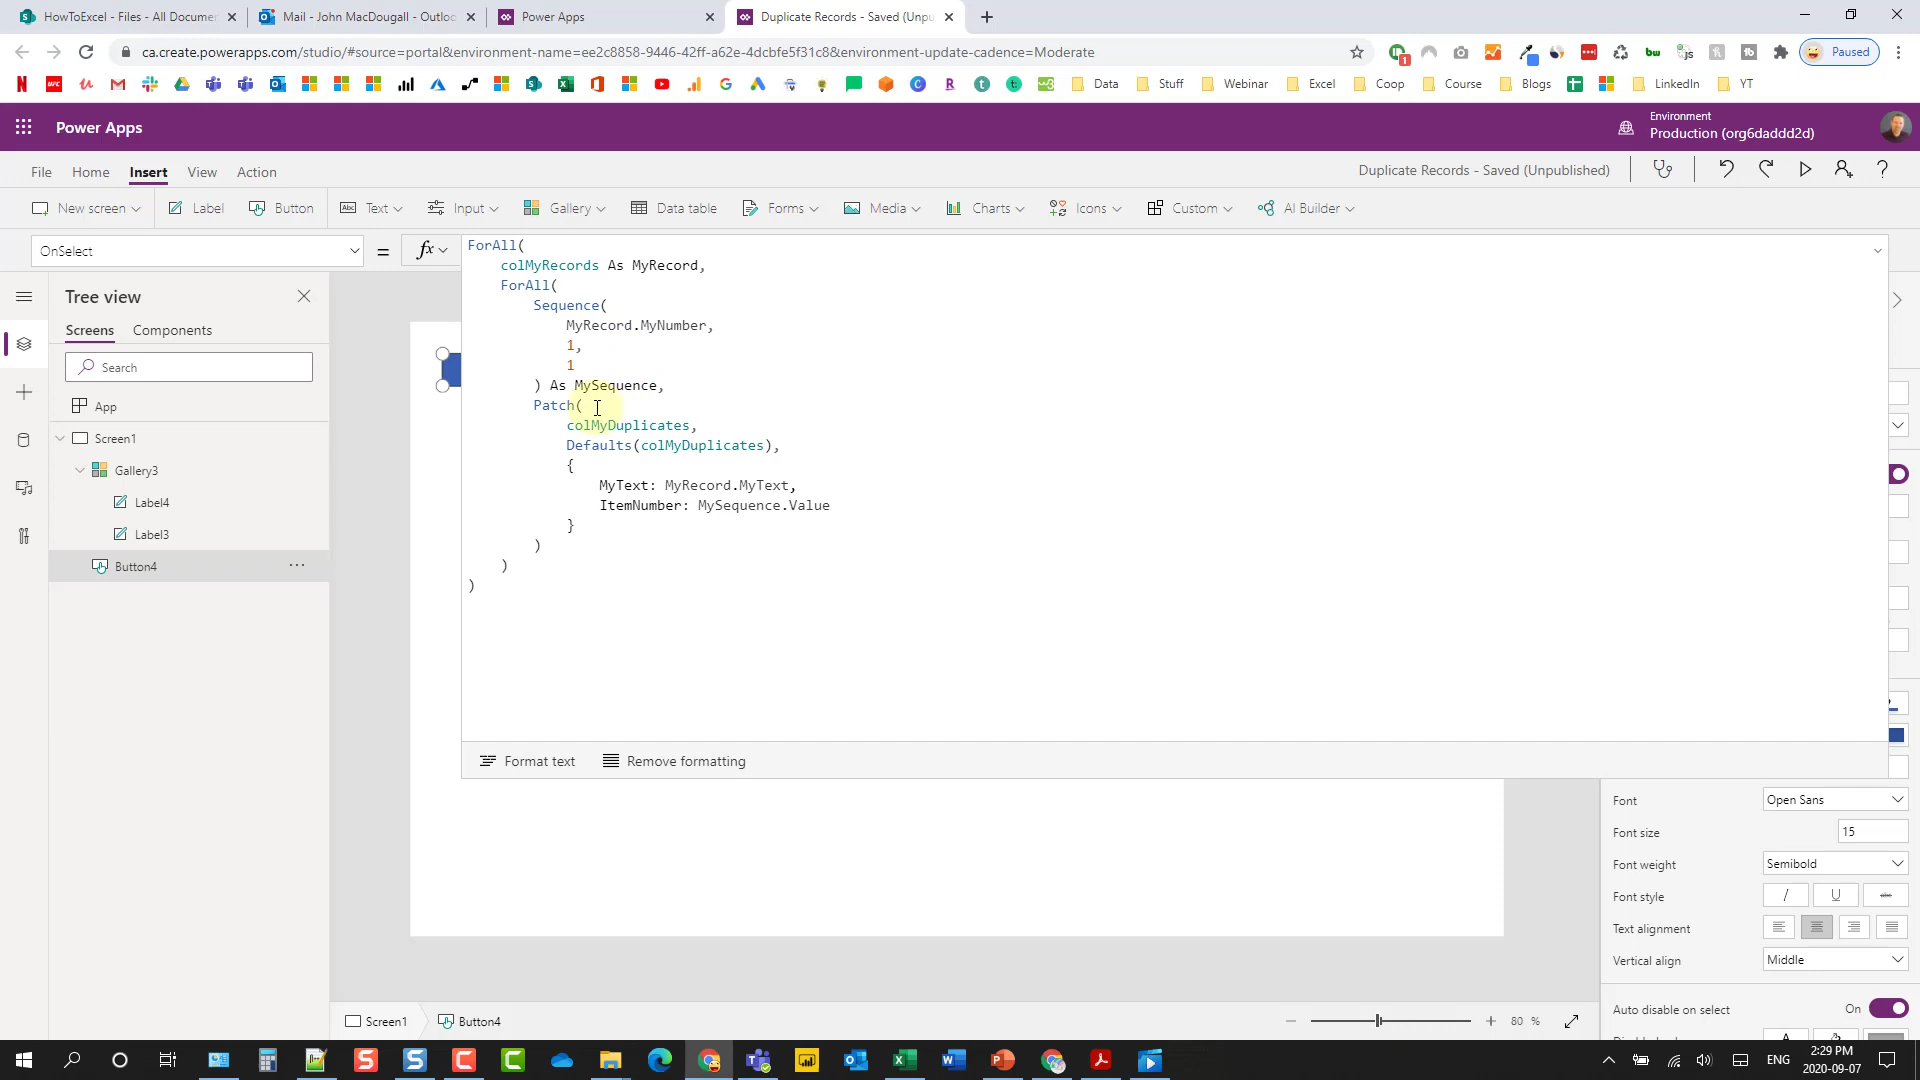 HowToExcel - Files - All Documen
Mail - John MacDougall - Outloo
Power Apps
Duplicate Records - Saved (Unpu
ca.create.powerapps.com/studio/#source=portal&environment-name=ee2c8858-9446-42ff-a62e-4dcbfe5f31c8&environment-update-cadence=Moderate
Paused
Data
Stuff
Webinar
Excel
Coop
Course
Blogs
LinkedIn
YT
Power Apps
Environment
Production (org6daddd2d)
File
Home
Insert
View
Action
Duplicate Records - Saved (Unpublished)
New screen
Label
Button
Text
Input
Gallery
Data table
Forms
Media
Charts
Icons
Custom
AI Builder
OnSelect
=
fx
ForAll(
colMyRecords As MyRecord,
ForAll(
Sequence(
MyRecord.MyNumber,
1,
1
) As MySequence,
Patch(
colMyDuplicates,
Defaults(colMyDuplicates),
{
MyText: MyRecord.MyText,
ItemNumber: MySequence.Value
}
)
)
)
Format text
Remove formatting
Tree view
Screens
Components
Search
App
Screen1
Gallery3
Label4
Label3
Button4
Font
Open Sans
Font size
15
Font weight
Semibold
Font style
Text alignment
Vertical align
Middle
Auto disable on select
On
Screen1
Button4
80 %
ENG
2:29 PM
2020-09-07